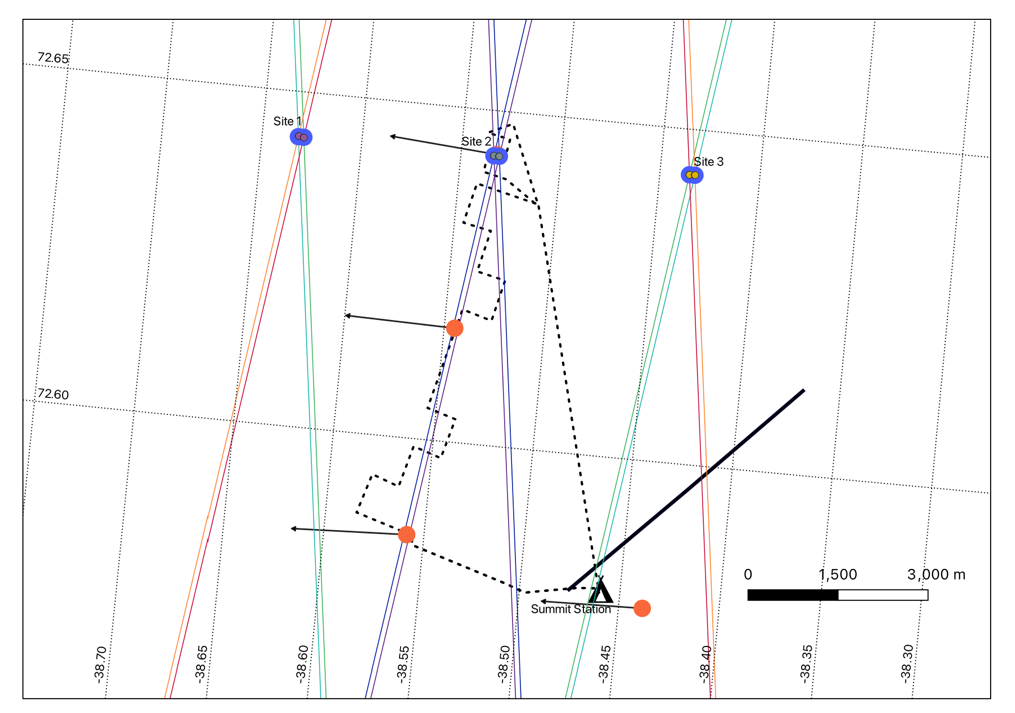 72.65
Site 1
Site 2
Site 3
72.60
0 1,500 3,000 m
Summit Station
-38.70
-38.65
-38.60
-38.55
-38.50
-38.45
-38.40
-38.35
-38.30